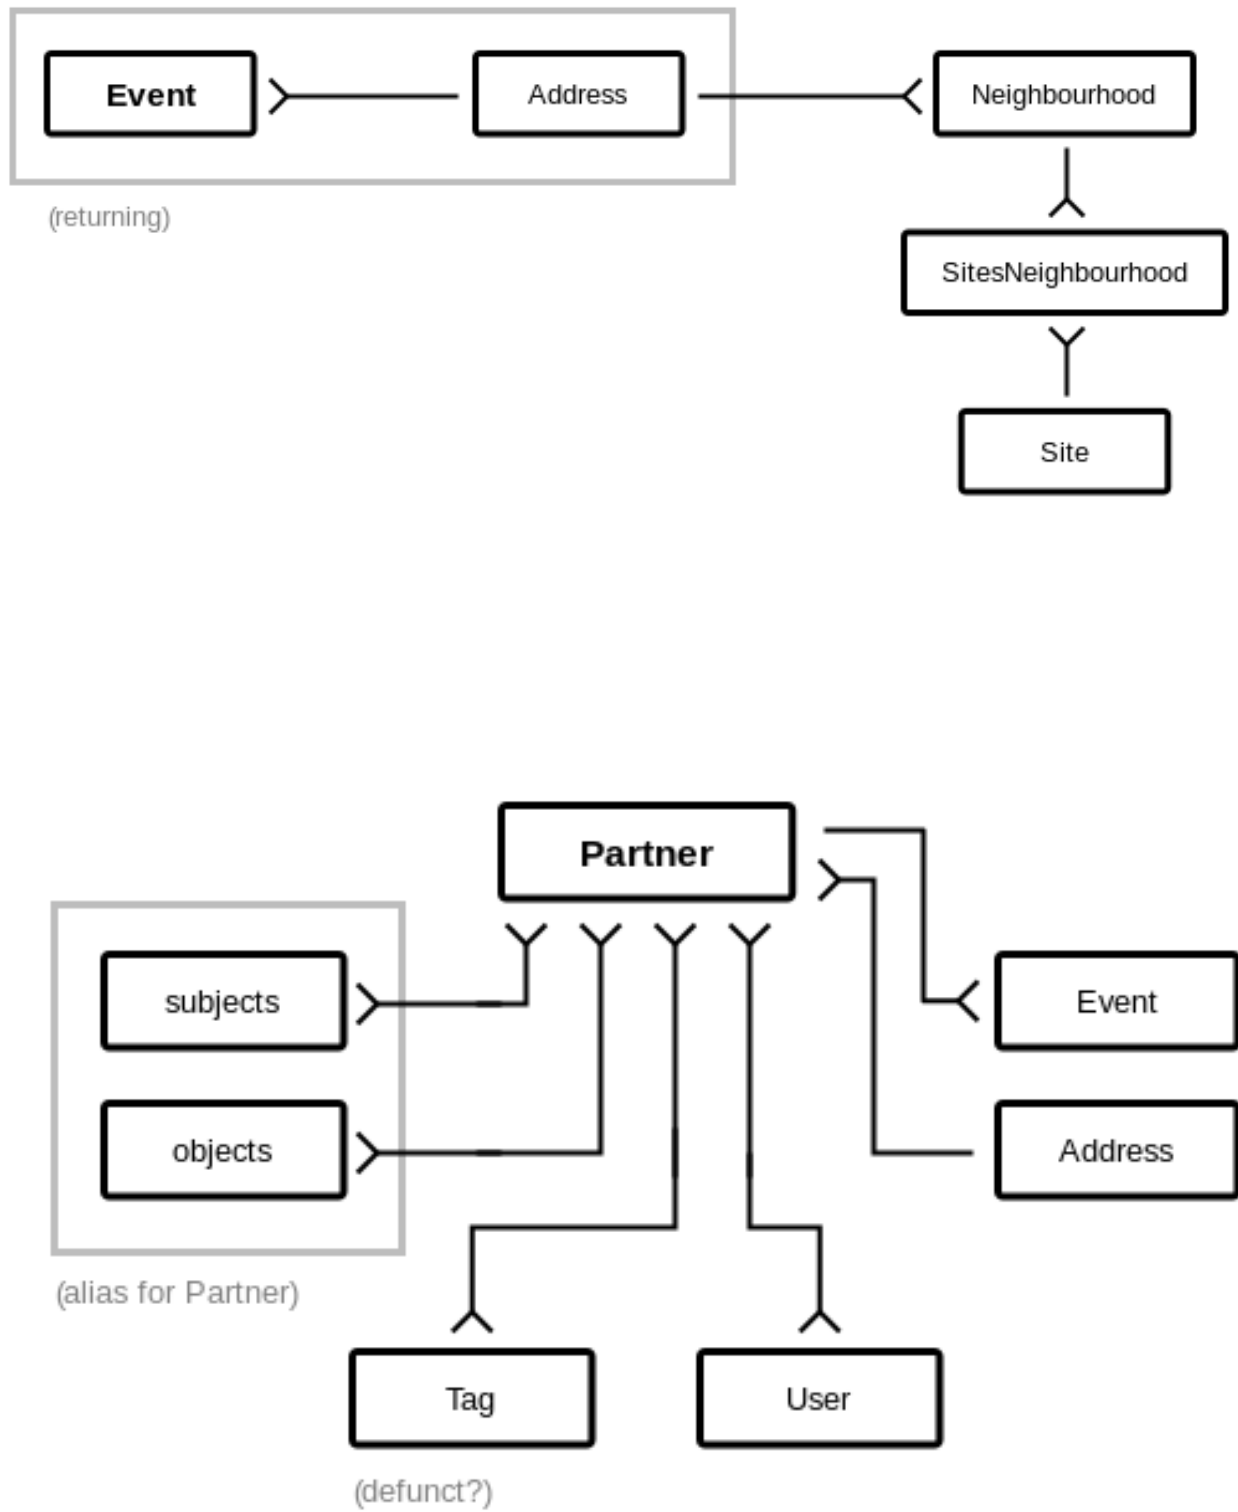 Event
Address
Neighbourhood
(returning)
SitesNeighbourhood
Site
Partner
subjects
Event
objects
Address
(alias for Partner)
Tag
User
(defunct?)